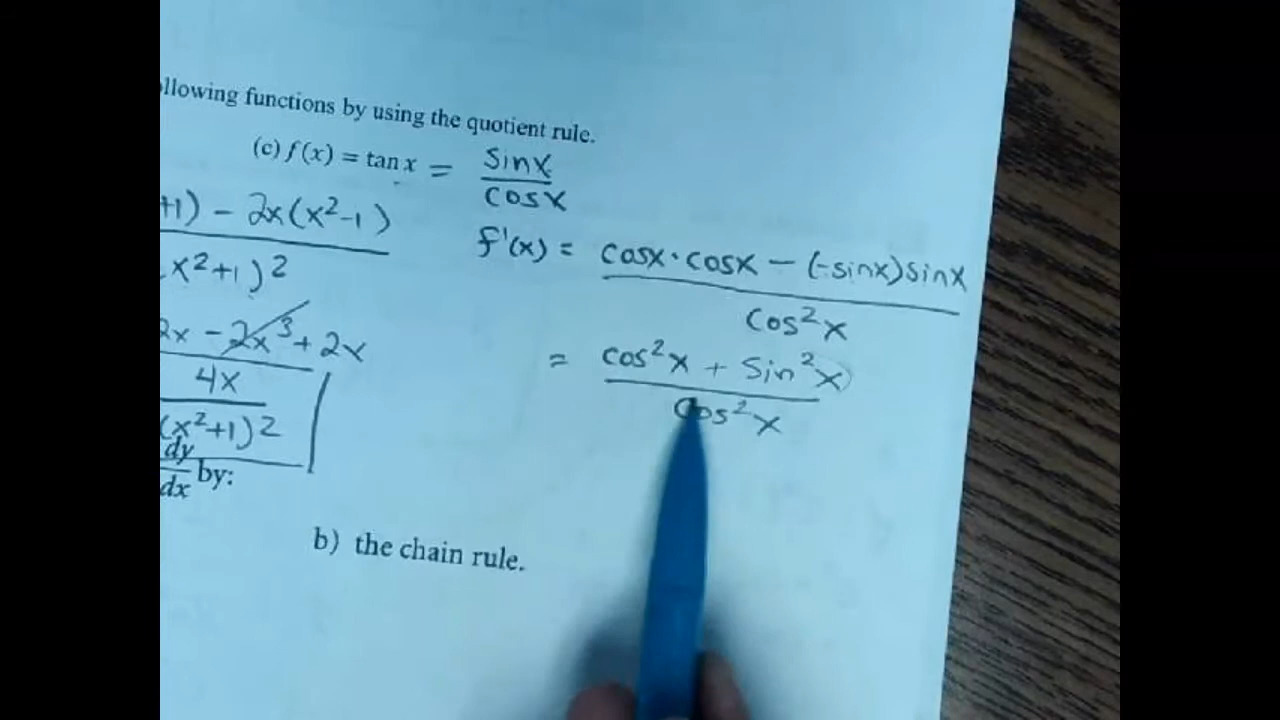 llowing functions by using the quotient rule.
(c) f(x) = tan x = sinx/cosx
+1) - 2x(x²-1)
x²+1)²
f'(x) = cosx·cosx - (-sinx)sinx
cos²x
2x - 2x³ + 2x
= cos²x + sin²x
cos²x
4x
(x²+1)²
dy/dx by:
b) the chain rule.